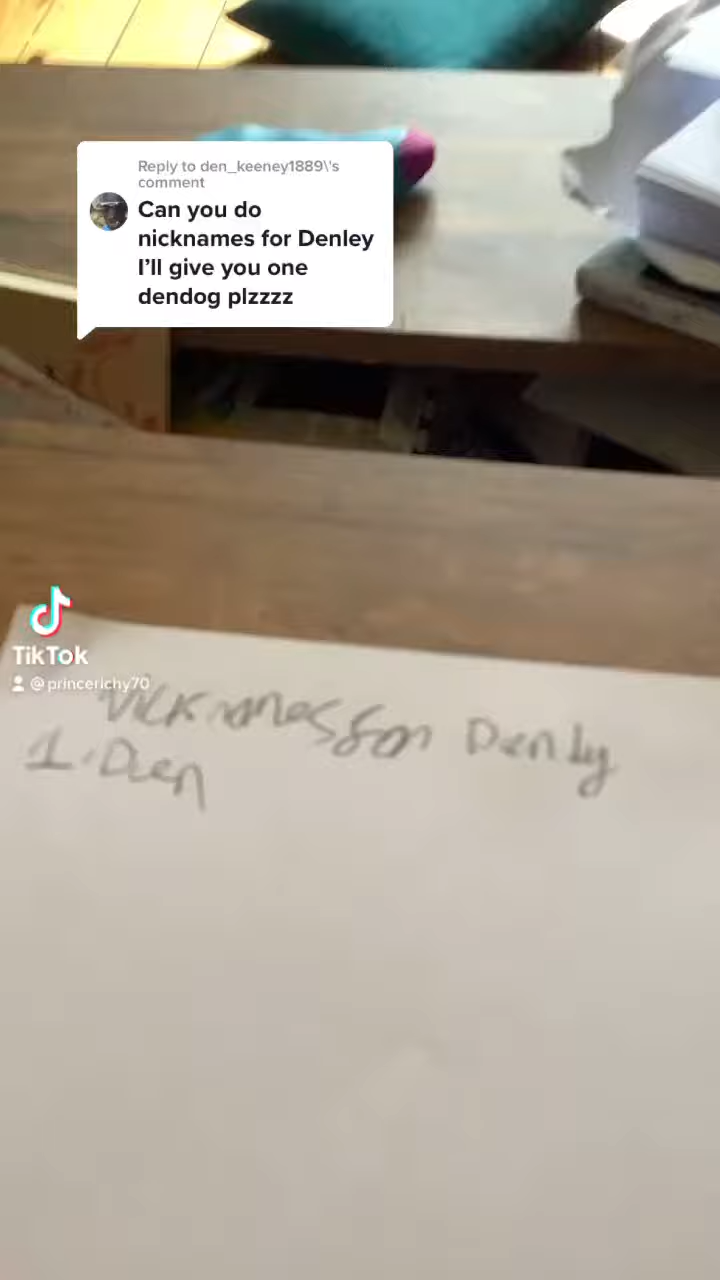 Reply to den_keeney1889\'s
comment
Can you do
nicknames for Denley
I'll give you one
dendog plzzzz
TikTok
@princerichy70
Nicknames for Denly
1. Den